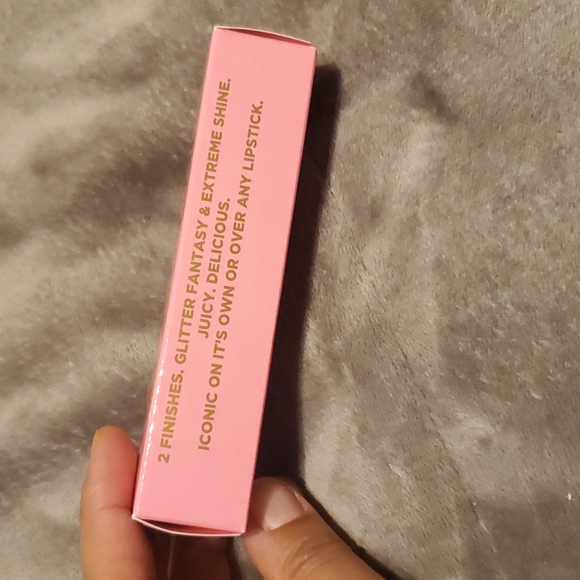 2 FINISHES. GLITTER FANTASY & EXTREME SHINE.
JUICY. DELICIOUS.
ICONIC ON IT'S OWN OR OVER ANY LIPSTICK.